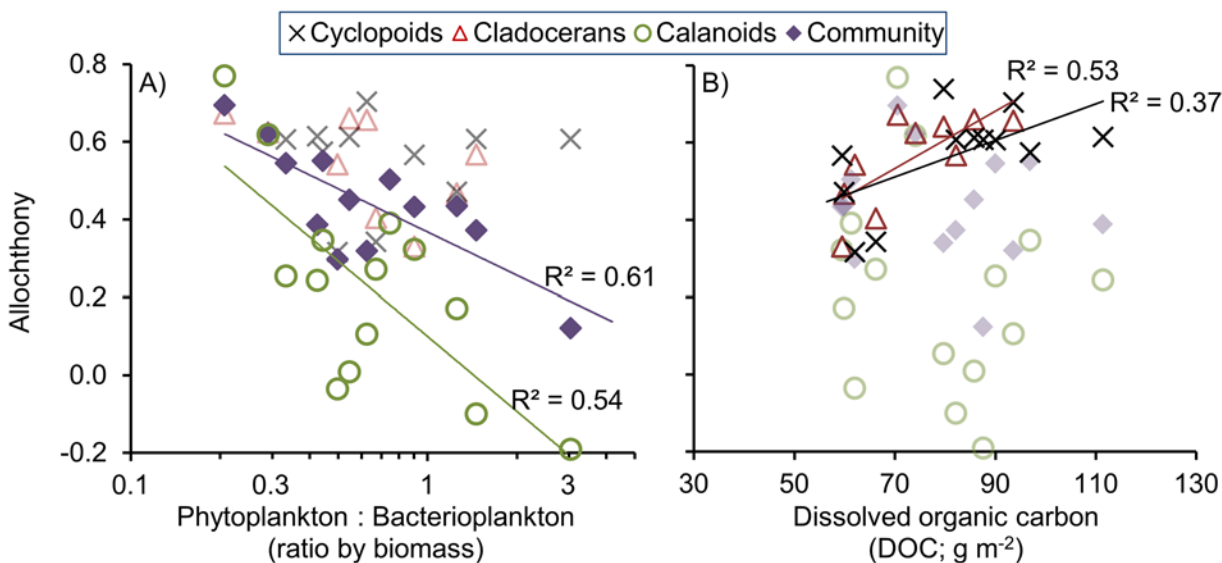 Cyclopoids Cladocerans Calanoids Community
A)
0.8
0.6
0.4
0.2
0.0
-0.2
Allochthony
R² = 0.61
R² = 0.54
0.1 0.3 1 3
Phytoplankton : Bacterioplankton
(ratio by biomass)
B)
R² = 0.53
R² = 0.37
30 50 70 90 110 130
Dissolved organic carbon
(DOC; g m⁻²)